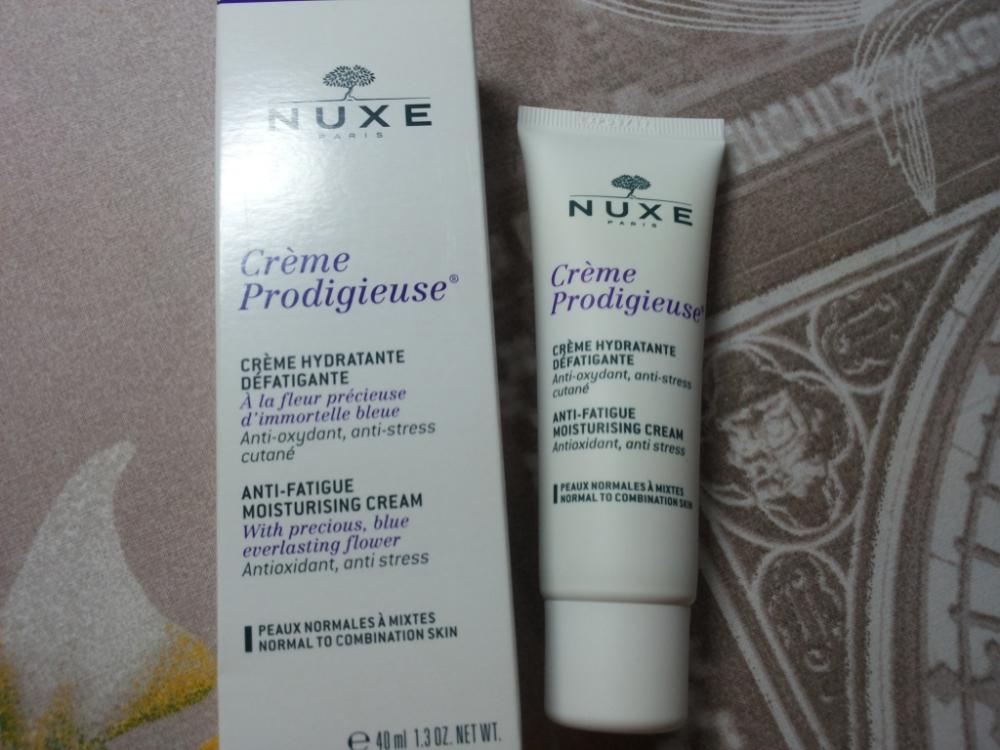 NUXE
PARIS
Crème
Prodigieuse®
CRÈME HYDRATANTE
DÉFATIGANTE
À la fleur précieuse
d'immortelle bleue
Anti-oxydant, anti-stress
cutané
ANTI-FATIGUE
MOISTURISING CREAM
With precious, blue
everlasting flower
Antioxidant, anti stress
PEAUX NORMALES À MIXTES
NORMAL TO COMBINATION SKIN
e 40 ml 1.3 OZ. NET WT.
NUXE
PARIS
Crème
Prodigieuse®
CRÈME HYDRATANTE
DÉFATIGANTE
Anti-oxydant, anti-stress
cutané
ANTI-FATIGUE
MOISTURISING CREAM
Antioxidant, anti stress
PEAUX NORMALES À MIXTES
NORMAL TO COMBINATION SKIN